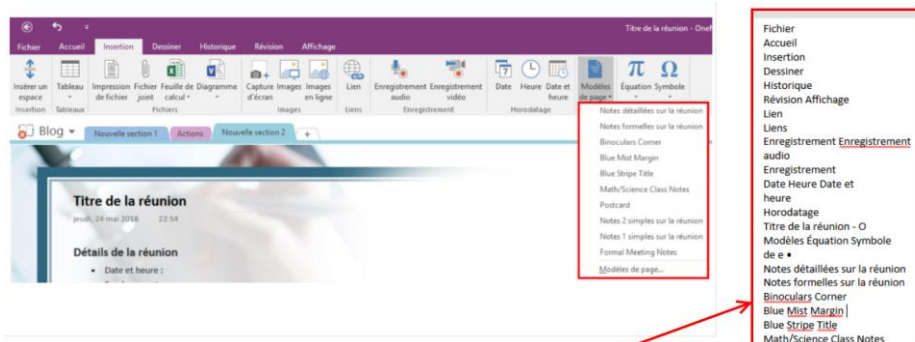 Titre de la réunion - OneN
Fichier Accueil Insertion Dessiner Historique Révision Affichage
Insérer un espace
Tableau
Impression de fichier
Fichier joint
Feuille de calcul
Diagramme
Capture d'écran
Images
Images en ligne
Lien
Enregistrement audio
Enregistrement vidéo
Date
Heure
Date et heure
Modèles de page
Équation
Symbole
Insertion Tableaux Fichiers Images Liens Enregistrement Horodatage
Blog Nouvelle section 1 Actions Nouvelle section 2 +
Titre de la réunion
jeudi, 24 mai 2018 22:54
Détails de la réunion
• Date et heure :
Notes détaillées sur la réunion
Notes formelles sur la réunion
Binoculars Corner
Blue Mist Margin
Blue Stripe Title
Math/Science Class Notes
Postcard
Notes 2 simples sur la réunion
Notes 1 simples sur la réunion
Formal Meeting Notes
Modèles de page...
Fichier
Accueil
Insertion
Dessiner
Historique
Révision Affichage
Lien
Liens
Enregistrement Enregistrement
audio
Enregistrement
Date Heure Date et
heure
Horodatage
Titre de la réunion - O
Modèles Équation Symbole
de e •
Notes détaillées sur la réunion
Notes formelles sur la réunion
Binoculars Corner
Blue Mist Margin
Blue Stripe Title
Math/Science Class Notes